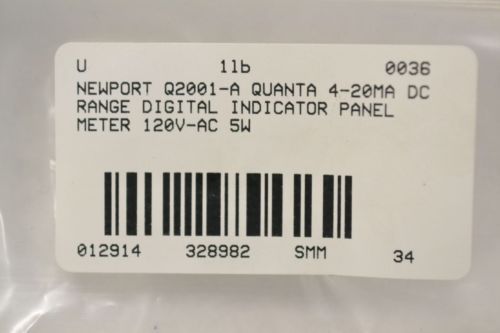 U 1lb 0036
NEWPORT Q2001-A QUANTA 4-20MA DC
RANGE DIGITAL INDICATOR PANEL
METER 120V-AC 5W
012914 328982 SMM 34